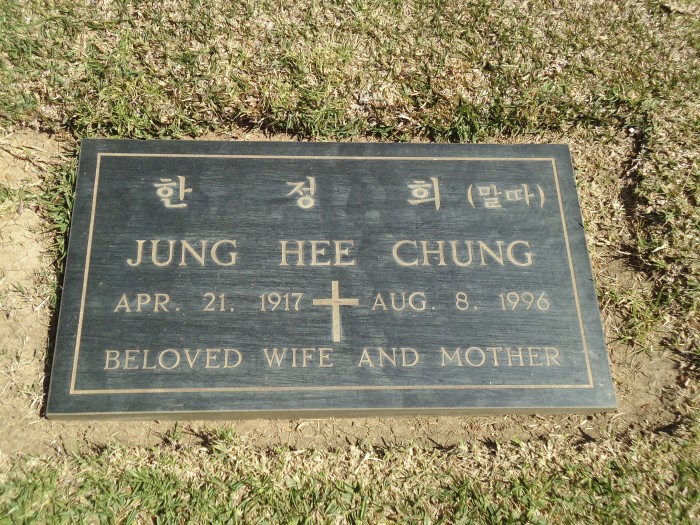 한 정 희 (말따)
JUNG HEE CHUNG
APR. 21. 1917 AUG. 8. 1996
BELOVED WIFE AND MOTHER